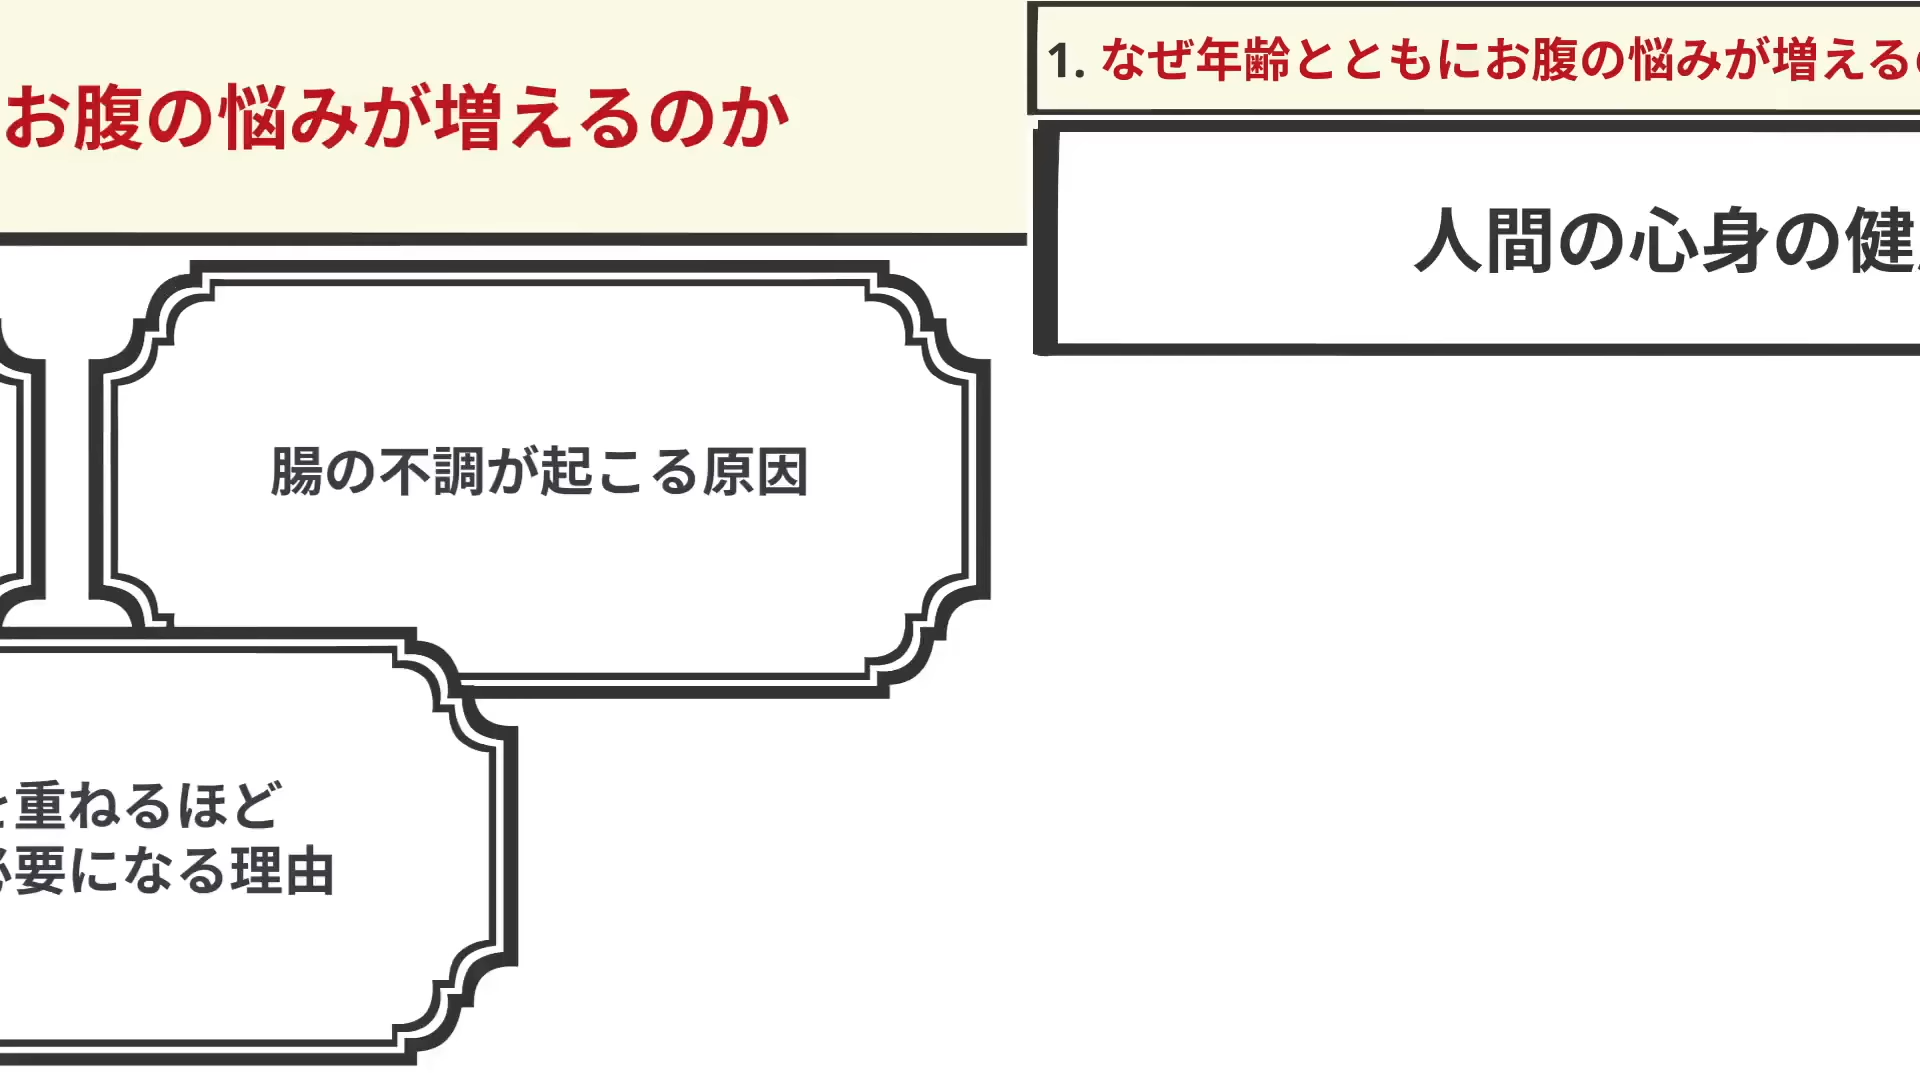 お腹の悩みが増えるのか
腸の不調が起こる原因
を重ねるほど
必要になる理由
1. なぜ年齢とともにお腹の悩みが増える
人間の心身の健